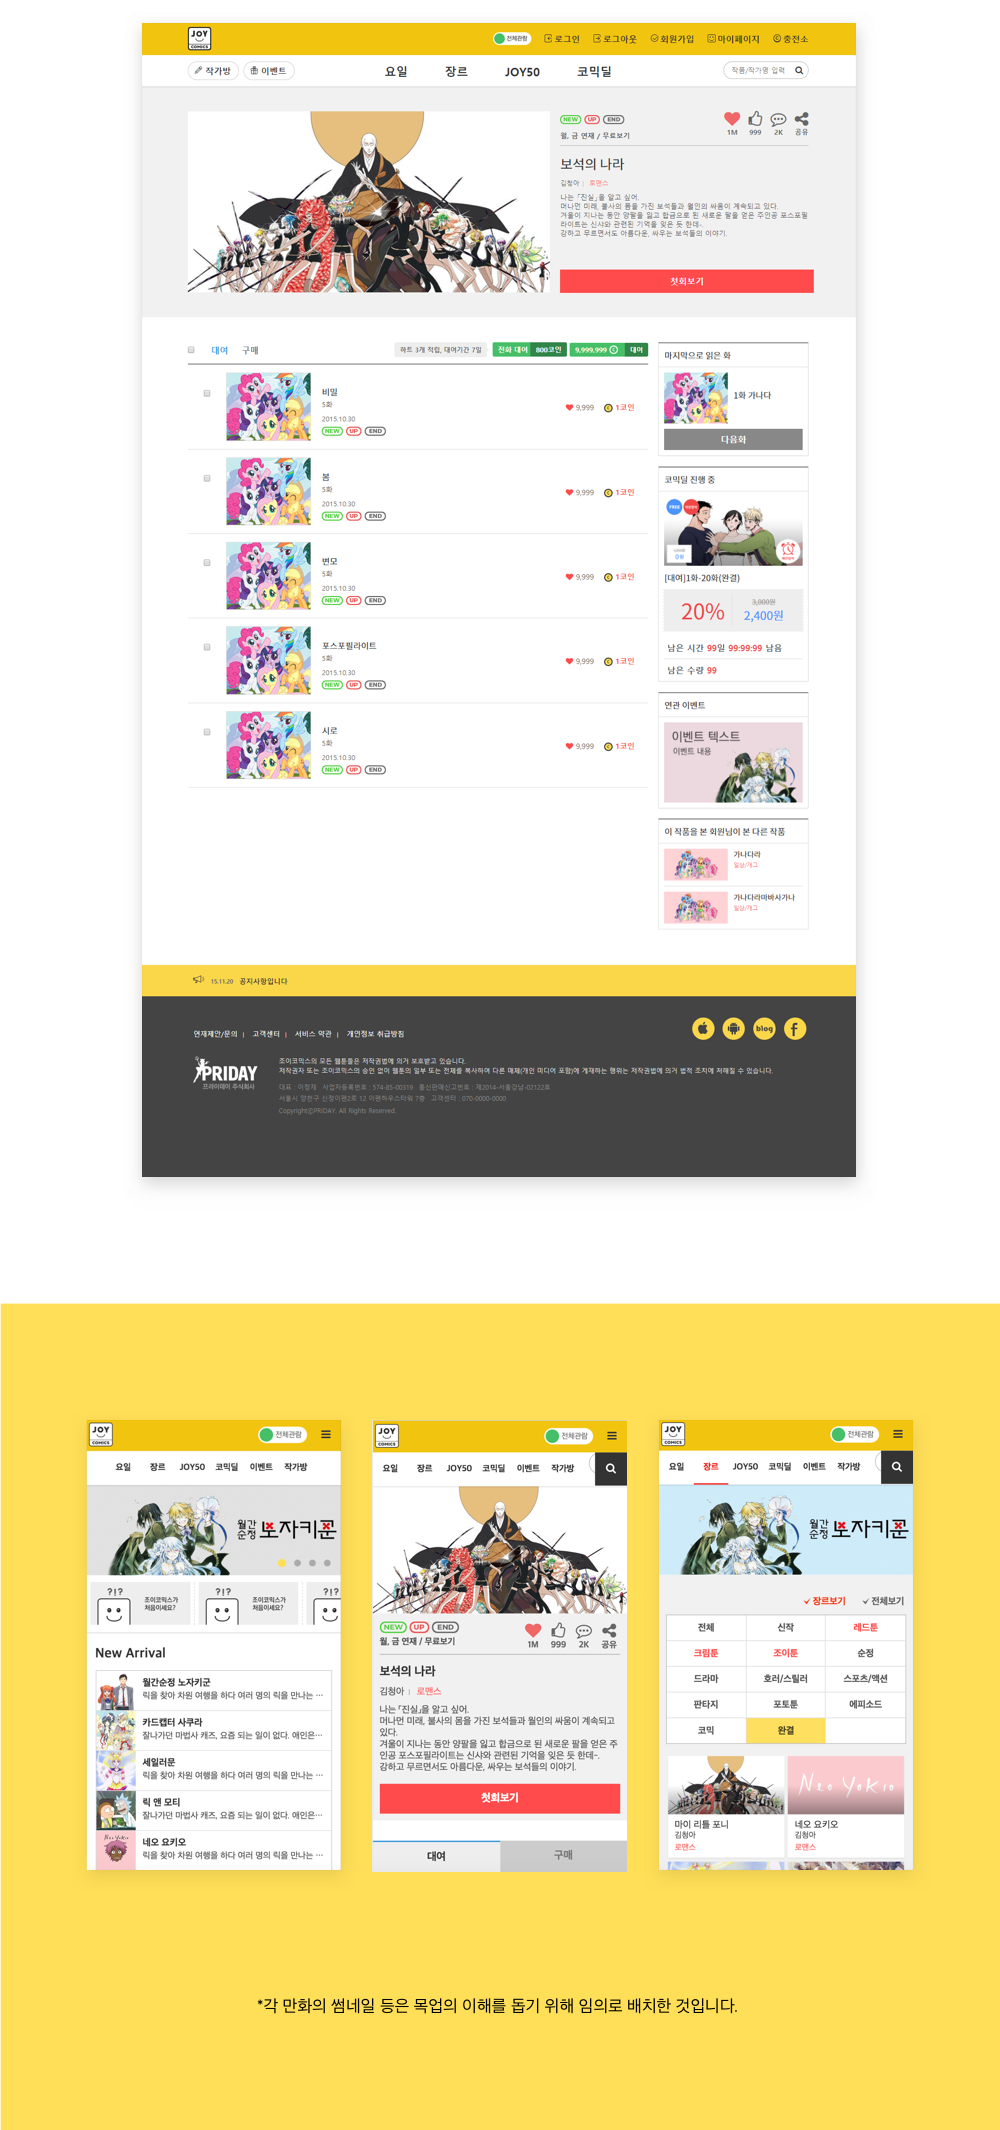 JOY
COMICS
전체관람
로그인
로그아웃
회원가입
마이페이지
충전소
작가방
이벤트
요일
장르
JOY50
코믹딜
작품/작가명 입력
NEW UP END
월, 금 연재 / 무료보기
1M
999
2K
공유
보석의 나라
김청아 | 로맨스
나는 「진실」을 알고 싶어.
머나먼 미래, 불사의 몸을 가진 보석들과 월인의 싸움이 계속되고 있다.
겨울이 지나는 동안 양팔을 잃고 합금으로 된 새로운 팔을 얻은 주인공 포스포필
라이트는 신샤와 관련된 기억을 잊은 듯 한데-.
강하고 무르면서도 아름다운, 싸우는 보석들의 이야기.
첫회보기
대여
구매
하트 3개 적립, 대여기간 7일
전화 대여
800코인
9,999,999
대여
비밀
5화
2015.10.30
NEW UP END
9,999
1코인
봄
5화
2015.10.30
NEW UP END
9,999
1코인
변모
5화
2015.10.30
NEW UP END
9,999
1코인
포스포필라이트
5화
2015.10.30
NEW UP END
9,999
1코인
시로
5화
2015.10.30
NEW UP END
9,999
1코인
마지막으로 읽은 화
1화 가나다
다음화
코믹딜 진행 중
FREE
0원
[대여]1화-20화(완결)
20%
3,000원
2,400원
남은 시간 99일 99:99:99 남음
남은 수량 99
연관 이벤트
이벤트 텍스트
이벤트 내용
이 작품을 본 회원님이 본 다른 작품
가나다라
일상/개그
가나다라마바사가나
일상/개그
15.11.20 공지사항입니다
연재제안/문의 | 고객센터 | 서비스 약관 | 개인정보 취급방침
blog
f
PRIDAY
프라이데이 주식회사
조이코믹스의 모든 웹툰들은 저작권법에 의거 보호받고 있습니다.
저작권자 또는 조이코믹스의 승인 없이 웹툰의 일부 또는 전체를 복사하여 다른 매체(개인 미디어 포함)에 게재하는 행위는 저작권법에 의거 법적 조치에 처해질 수 있습니다.
대표 : 이정재 사업자등록번호 : 574-85-00319 통신판매신고번호 : 제2014-서울강남-02122호
서울시 양천구 신정이펜2로 12 이펜하우스타워 7층 고객센터 : 070-0000-0000
CopyrightⓒPRIDAY. All Rights Reserved.
JOY
COMICS
전체관람
요일 장르 JOY50 코믹딜 이벤트 작가방
월간
순정
노자키군
?!?
조이코믹스가
처음이세요?
?!?
조이코믹스가
처음이세요?
?!?
New Arrival
월간순정 노자키군
릭을 찾아 차원 여행을 하다 여러 명의 릭을 만나는 ···
카드캡터 사쿠라
잘나가던 마법사 캐즈, 요즘 되는 일이 없다. 애인은···
세일러문
릭을 찾아 차원 여행을 하다 여러 명의 릭을 만나는 ···
릭 앤 모티
잘나가던 마법사 캐즈, 요즘 되는 일이 없다. 애인은···
Neo Yokio
네오 요키오
릭을 찾아 차원 여행을 하다 여러 명의 릭을 만나는 ···
JOY
COMICS
전체관람
요일 장르 JOY50 코믹딜 이벤트 작가방
NEW UP END
월, 금 연재 / 무료보기
1M
999
2K
공유
보석의 나라
김청아 | 로맨스
나는 「진실」을 알고 싶어.
머나먼 미래, 불사의 몸을 가진 보석들과 월인의 싸움이 계속되고
있다.
겨울이 지나는 동안 양팔을 잃고 합금으로 된 새로운 팔을 얻은 주
인공 포스포필라이트는 신샤와 관련된 기억을 잊은 듯 한데-.
강하고 무르면서도 아름다운, 싸우는 보석들의 이야기.
첫회보기
대여
구매
JOY
COMICS
전체관람
요일 장르 JOY50 코믹딜 이벤트 작가방
월간
순정
노자키군
장르보기
전체보기
전체 신작 레드툰
크림툰 조이툰 순정
드라마 호러/스릴러 스포츠/액션
판타지 포토툰 에피소드
코믹 완결
Neo Yokio
마이 리틀 포니
김청아
로맨스
네오 요키오
김청아
로맨스
*각 만화의 썸네일 등은 목업의 이해를 돕기 위해 임의로 배치한 것입니다.